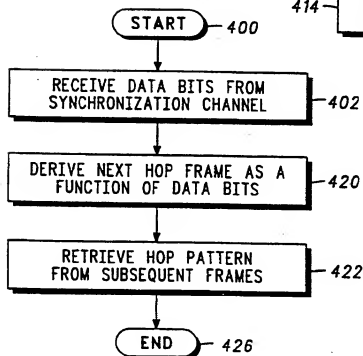 414
START 400
RECEIVE DATA BITS FROM
SYNCHRONIZATION CHANNEL 402
DERIVE NEXT HOP FRAME AS A
FUNCTION OF DATA BITS 420
RETRIEVE HOP PATTERN
FROM SUBSEQUENT FRAMES 422
END 426